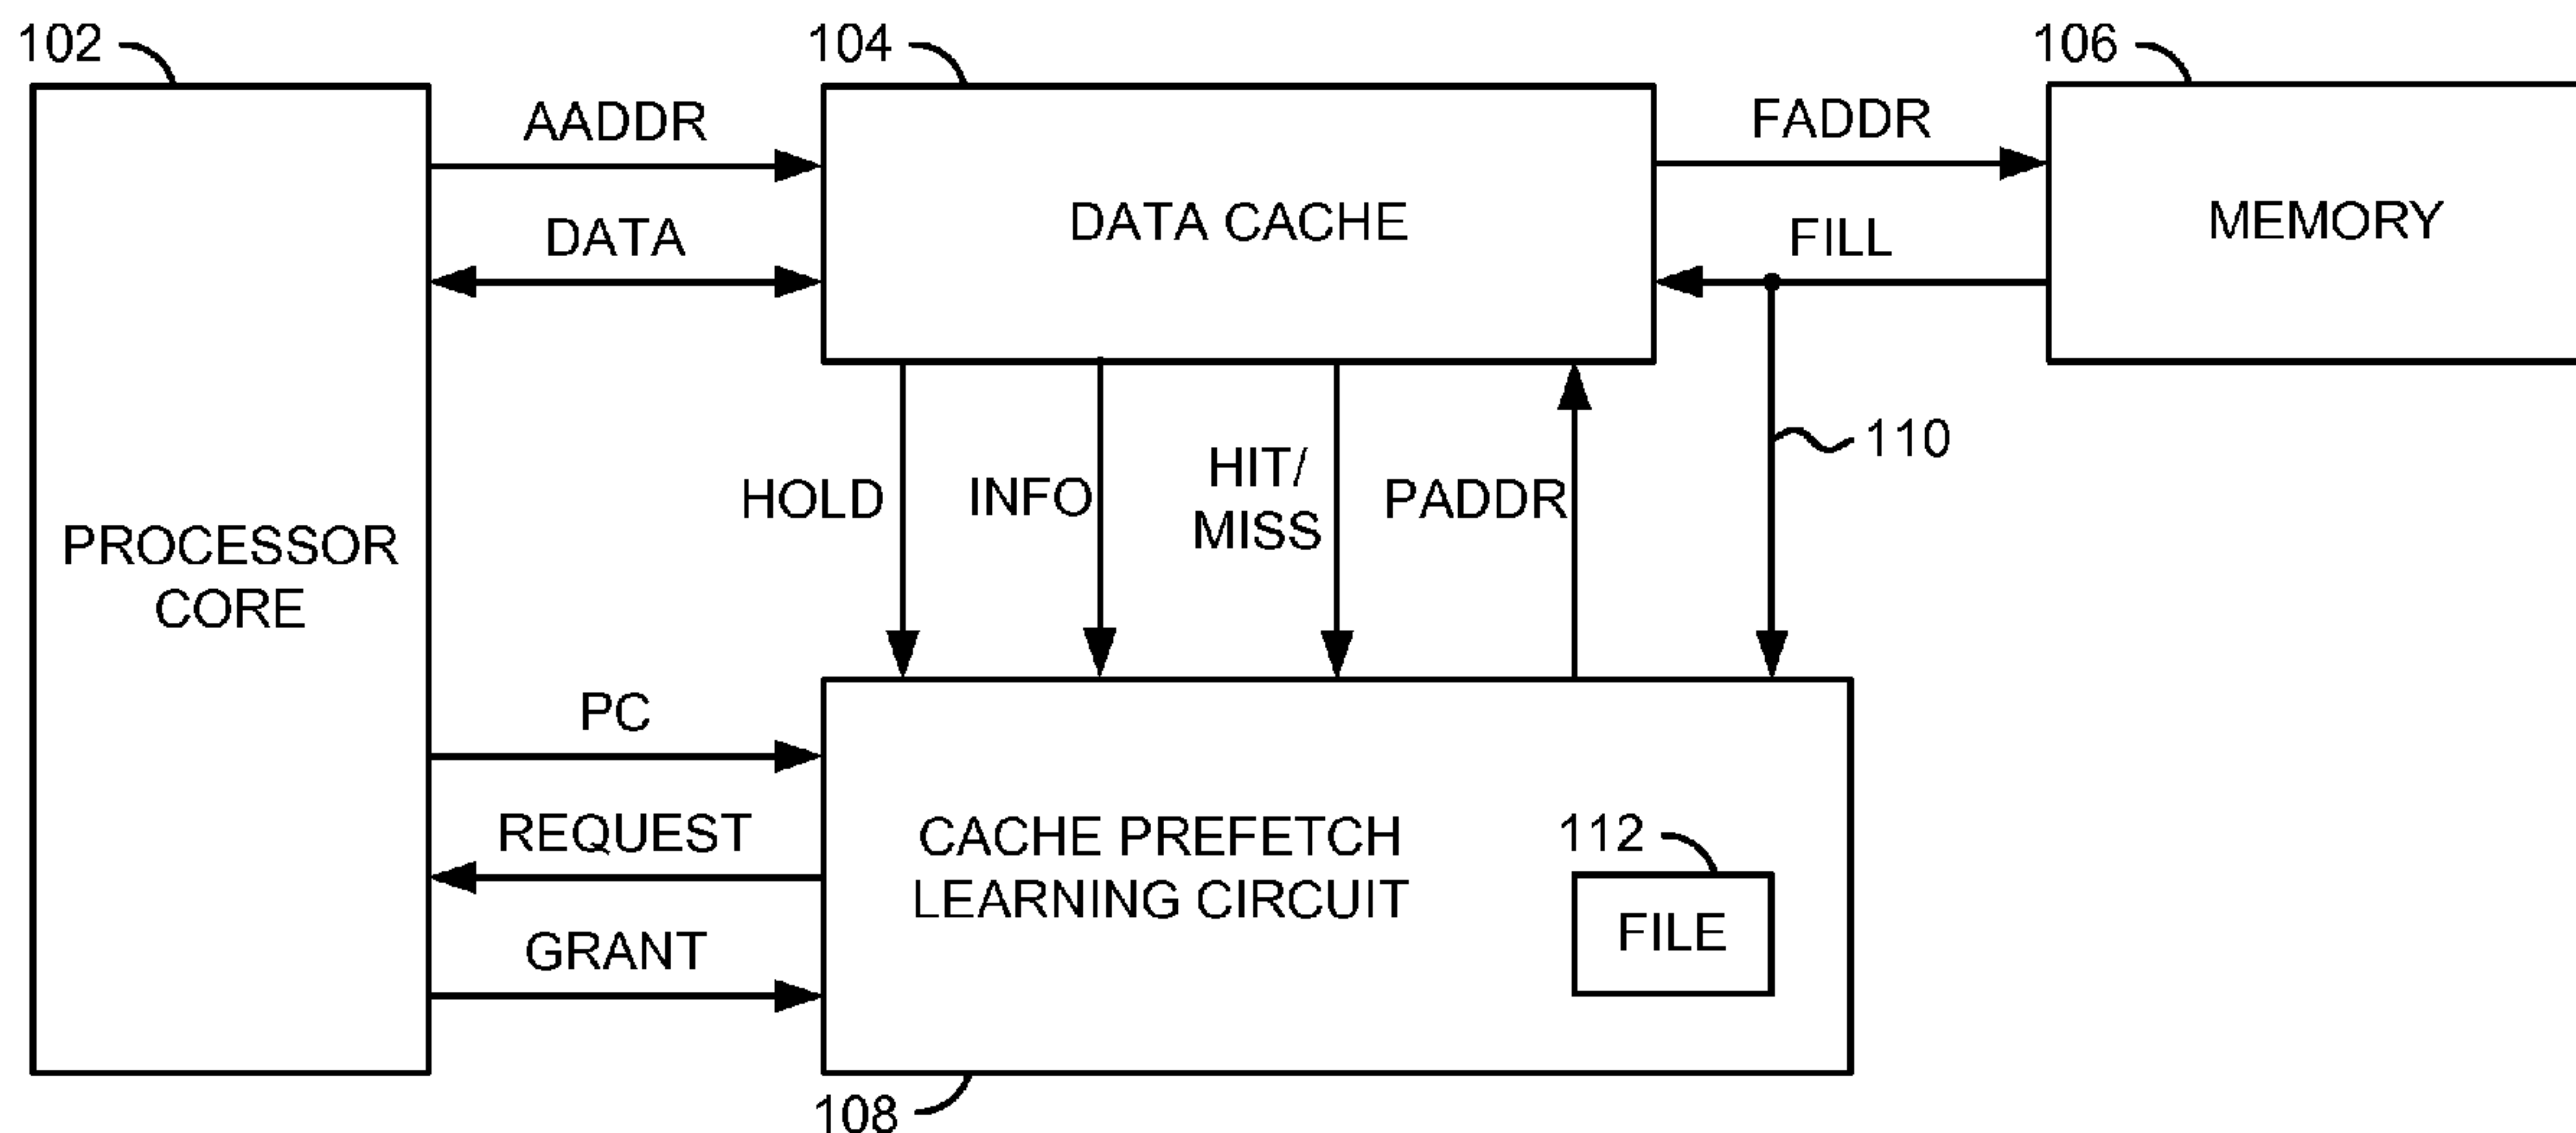 102
104
106
AADDR
FADDR
DATA CACHE
MEMORY
DATA
FILL
110
HOLD
INFO
HIT/
MISS
PADDR
PROCESSOR
CORE
PC
REQUEST
CACHE PREFETCH
LEARNING CIRCUIT
112
FILE
GRANT
108